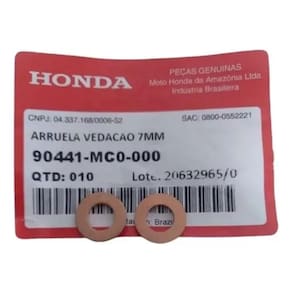 HONDA
PEÇAS GENUINAS
Moto Honda da Amazônia Ltda
Indústria Brasileira
CNPJ: 04.337.168/0006-52
SAC: 0800-0552221
ARRUELA VEDACAO 7MM
90441-MC0-000
QTD: 010 Lote: 20632965/0